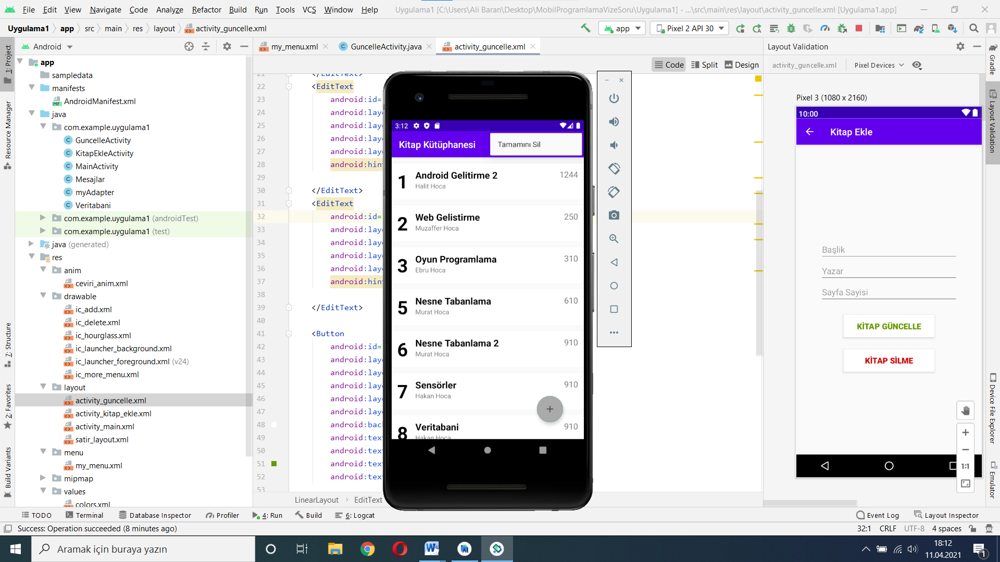 File Edit View Navigate Code Analyze Refactor Build Run Tools VCS Window Help Uygulama1 [C:\Users\Ali Baran\Desktop\MobilProgramlamaVizeSoru\Uygulama1] - ...\src\main\res\layout\activity_guncelle.xml [Uygulama1.app]
Uygulama1 app src main res layout activity_guncelle.xml app Pixel 2 API 30
Android
my_menu.xml GuncelleActivity.java activity_guncelle.xml
Layout Validation
Code Split Design
activity_guncelle.xml Pixel Devices
1: Project
Resource Manager
7: Structure
2: Favorites
Build Variants
app
sampledata
manifests
AndroidManifest.xml
java
com.example.uygulama1
GuncelleActivity
KitapEkleActivity
MainActivity
Mesajlar
myAdapter
Veritabani
com.example.uygulama1 (androidTest)
com.example.uygulama1 (test)
java (generated)
res
anim
ceviri_anim.xml
drawable
ic_add.xml
ic_delete.xml
ic_hourglass.xml
ic_launcher_background.xml
ic_launcher_foreground.xml (v24)
ic_more_menu.xml
layout
activity_guncelle.xml
activity_kitap_ekle.xml
activity_main.xml
satir_layout.xml
menu
my_menu.xml
mipmap
values
colors.xml
21 </EditText>
22 <EditText
23 android:id=
24 android:lay
25 android:lay
26 android:lay
27 android:lay
28 android:hin
29
30 </EditText>
31 <EditText
32 android:id=
33 android:lay
34 android:lay
35 android:lay
36 android:lay
37 android:hin
38
39 </EditText>
40
41 <Button
42 android:id=
43 android:lay
44 android:lay
45 android:lay
46 android:lay
47 android:lay
48 android:bac
49 android:tex
50 android:tex
51 android:tex
52 android:tex
53
LinearLayout EditText
3:12
Kitap Kütüphanesi
Tamamını Sil
1 Android Gelitirme 2 1244
Halit Hoca
2 Web Gelistirme 250
Muzaffer Hoca
3 Oyun Programlama 310
Ebru Hoca
5 Nesne Tabanlama 610
Murat Hoca
6 Nesne Tabanlama 2 910
Murat Hoca
7 Sensörler 910
Hakan Hoca
8 Veritabani 910
Hakan Hoca
Pixel 3 (1080 x 2160)
10:00
Kitap Ekle
Başlik
Yazar
Sayfa Sayisi
KİTAP GÜNCELLE
KİTAP SİLME
1:1
Gradle
Layout Validation
Device File Explorer
Emulator
TODO Terminal Database Inspector Profiler 4: Run Build 6: Logcat Event Log Layout Inspector
Success: Operation succeeded (8 minutes ago) 32:1 CRLF UTF-8 4 spaces
Aramak için buraya yazın
18:12
11.04.2021
1